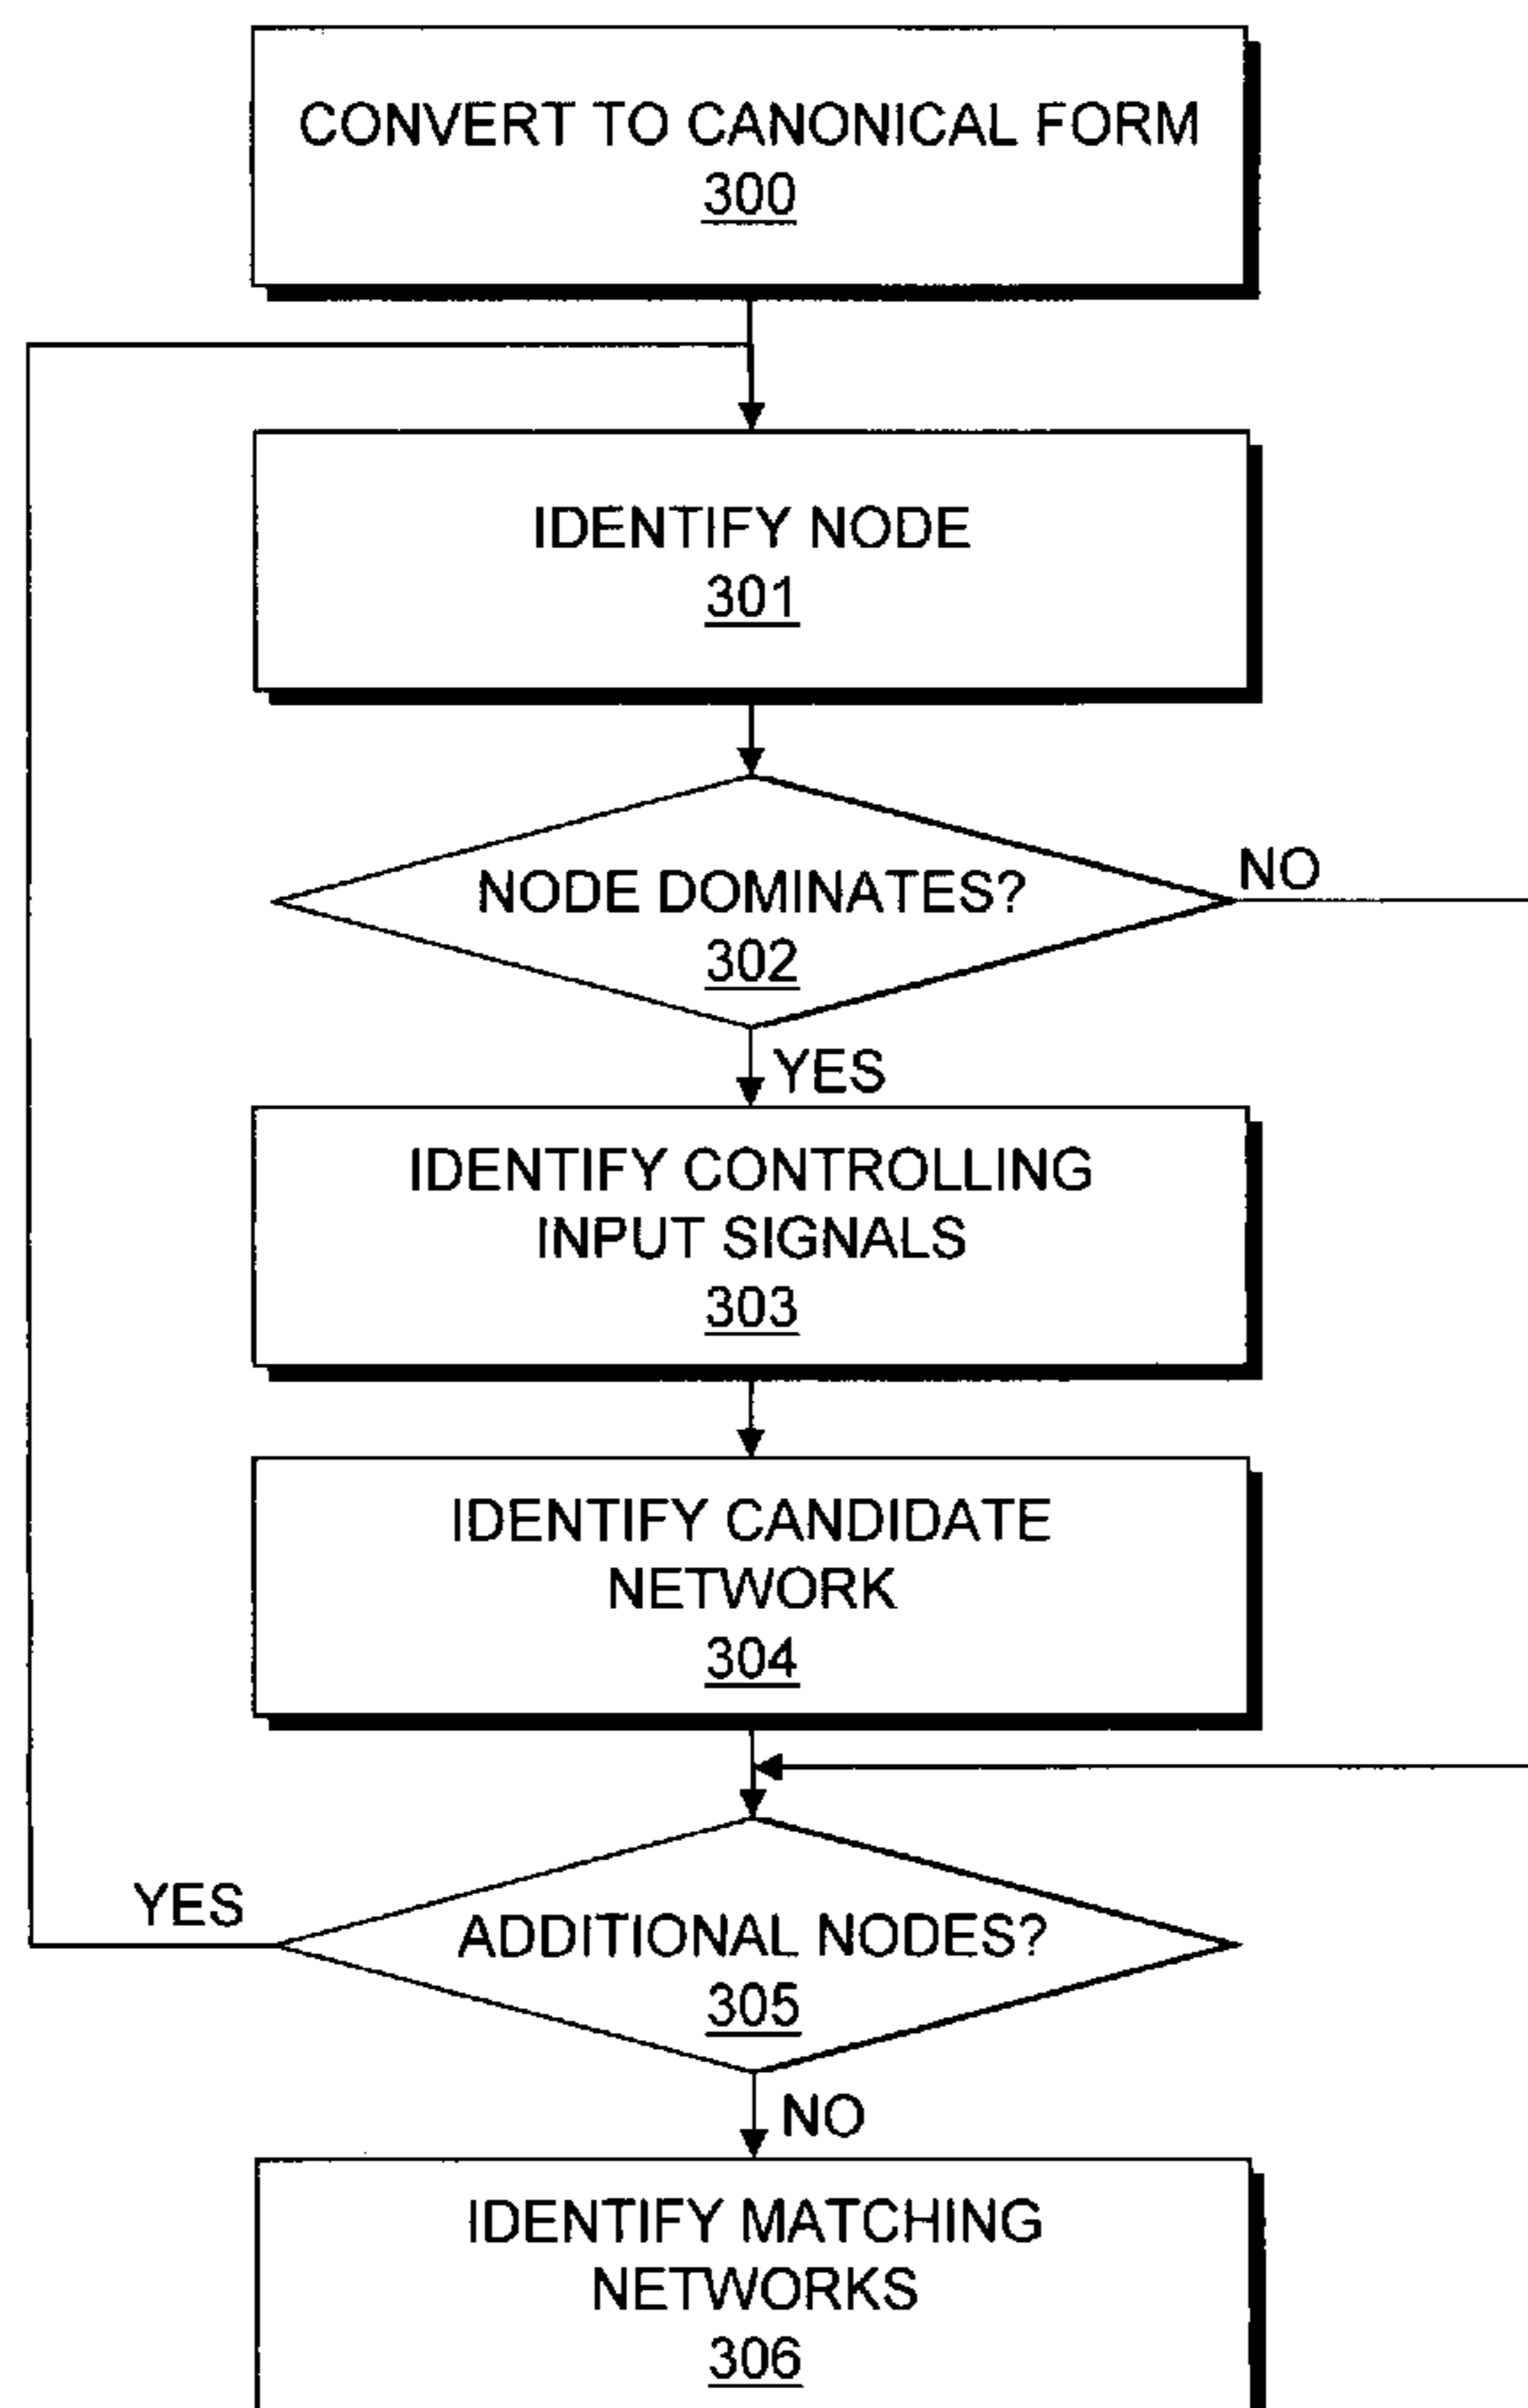 CONVERT TO CANONICAL FORM
300
IDENTIFY NODE
301
NODE DOMINATES?
302
NO
YES
IDENTIFY CONTROLLING
INPUT SIGNALS
303
IDENTIFY CANDIDATE
NETWORK
304
YES
ADDITIONAL NODES?
305
NO
IDENTIFY MATCHING
NETWORKS
306